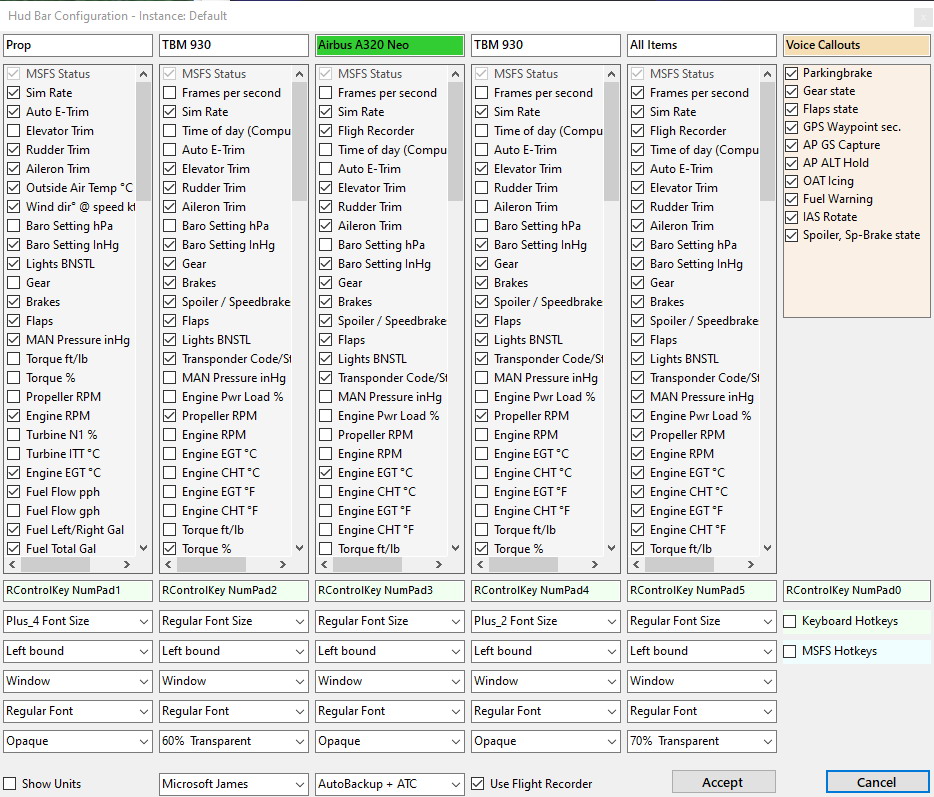 Hud Bar Configuration - Instance: Default
Prop
TBM 930
Airbus A320 Neo
TBM 930
All Items
Voice Callouts
MSFS Status
Sim Rate
Auto E-Trim
Elevator Trim
Rudder Trim
Aileron Trim
Outside Air Temp °C
Wind dir° @ speed kt
Baro Setting hPa
Baro Setting InHg
Lights BNSTL
Gear
Brakes
Flaps
MAN Pressure inHg
Torque ft/lb
Torque %
Propeller RPM
Engine RPM
Turbine N1 %
Turbine ITT °C
Engine EGT °C
Fuel Flow pph
Fuel Flow gph
Fuel Left/Right Gal
Fuel Total Gal
MSFS Status
Frames per second
Sim Rate
Time of day (Compu
Auto E-Trim
Elevator Trim
Rudder Trim
Aileron Trim
Baro Setting hPa
Baro Setting InHg
Gear
Brakes
Spoiler / Speedbrake
Flaps
Lights BNSTL
Transponder Code/St
MAN Pressure inHg
Engine Pwr Load %
Propeller RPM
Engine RPM
Engine EGT °C
Engine CHT °C
Engine EGT °F
Engine CHT °F
Torque ft/lb
Torque %
MSFS Status
Frames per second
Sim Rate
Fligh Recorder
Time of day (Compu
Auto E-Trim
Elevator Trim
Rudder Trim
Aileron Trim
Baro Setting hPa
Baro Setting InHg
Gear
Brakes
Spoiler / Speedbrake
Flaps
Lights BNSTL
Transponder Code/St
MAN Pressure inHg
Engine Pwr Load %
Propeller RPM
Engine RPM
Engine EGT °C
Engine CHT °C
Engine EGT °F
Engine CHT °F
Torque ft/lb
MSFS Status
Frames per second
Sim Rate
Time of day (Compu
Auto E-Trim
Elevator Trim
Rudder Trim
Aileron Trim
Baro Setting hPa
Baro Setting InHg
Gear
Brakes
Spoiler / Speedbrake
Flaps
Lights BNSTL
Transponder Code/St
MAN Pressure inHg
Engine Pwr Load %
Propeller RPM
Engine RPM
Engine EGT °C
Engine CHT °C
Engine EGT °F
Engine CHT °F
Torque ft/lb
Torque %
MSFS Status
Frames per second
Sim Rate
Fligh Recorder
Time of day (Compu
Auto E-Trim
Elevator Trim
Rudder Trim
Aileron Trim
Baro Setting hPa
Baro Setting InHg
Gear
Brakes
Spoiler / Speedbrake
Flaps
Lights BNSTL
Transponder Code/St
MAN Pressure inHg
Engine Pwr Load %
Propeller RPM
Engine RPM
Engine EGT °C
Engine CHT °C
Engine EGT °F
Engine CHT °F
Torque ft/lb
Parkingbrake
Gear state
Flaps state
GPS Waypoint sec.
AP GS Capture
AP ALT Hold
OAT Icing
Fuel Warning
IAS Rotate
Spoiler, Sp-Brake state
RControlKey NumPad1
RControlKey NumPad2
RControlKey NumPad3
RControlKey NumPad4
RControlKey NumPad5
RControlKey NumPad0
Plus_4 Font Size
Regular Font Size
Regular Font Size
Plus_2 Font Size
Regular Font Size
Keyboard Hotkeys
Left bound
Left bound
Left bound
Left bound
Left bound
MSFS Hotkeys
Window
Window
Window
Window
Window
Regular Font
Regular Font
Regular Font
Regular Font
Regular Font
Opaque
60% Transparent
Opaque
Opaque
70% Transparent
Show Units
Microsoft James
AutoBackup + ATC
Use Flight Recorder
Accept
Cancel